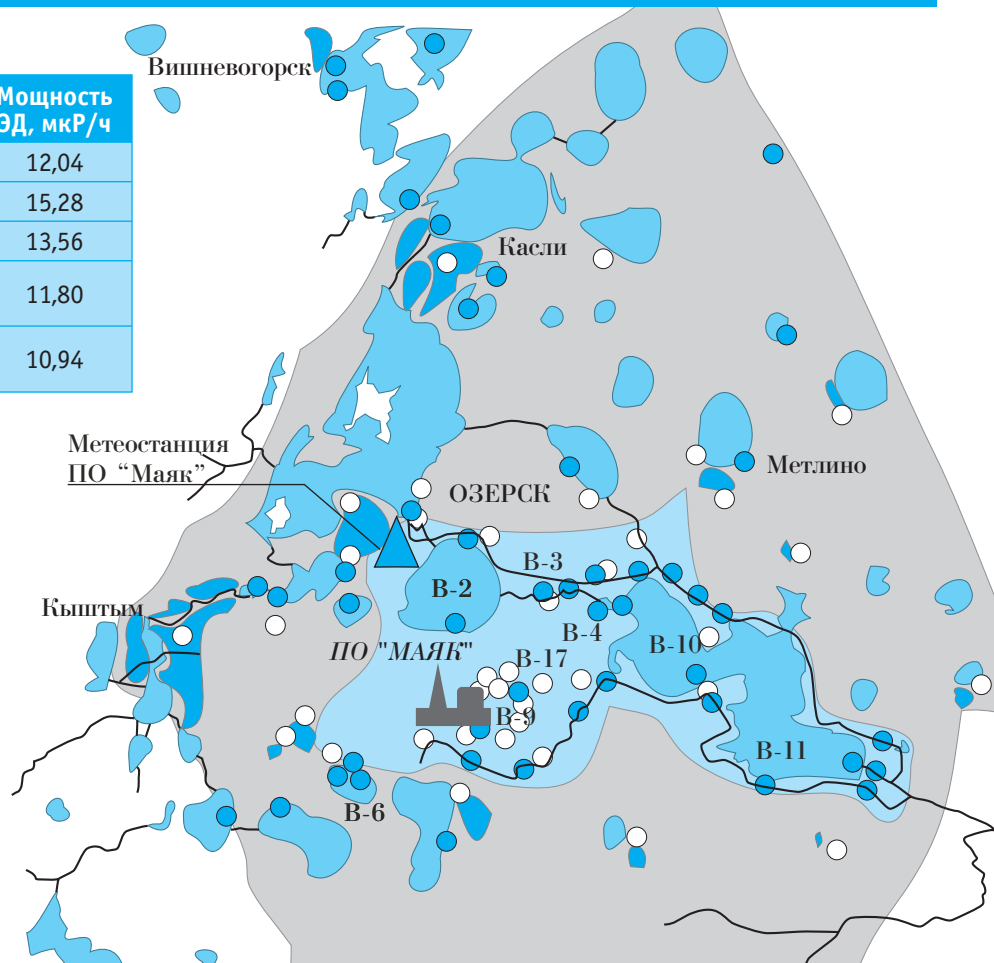 Вишневогорск
Мощность
ЭД, мкР/ч
12,04
15,28
13,56
11,80
10,94
Касли
Метеостанция
ПО “Маяк”
ОЗЕРСК
Метлино
В-3
В-2
Кыштым
В-4
ПО "МАЯК"
В-17
В-10
В-9
В-11
В-6